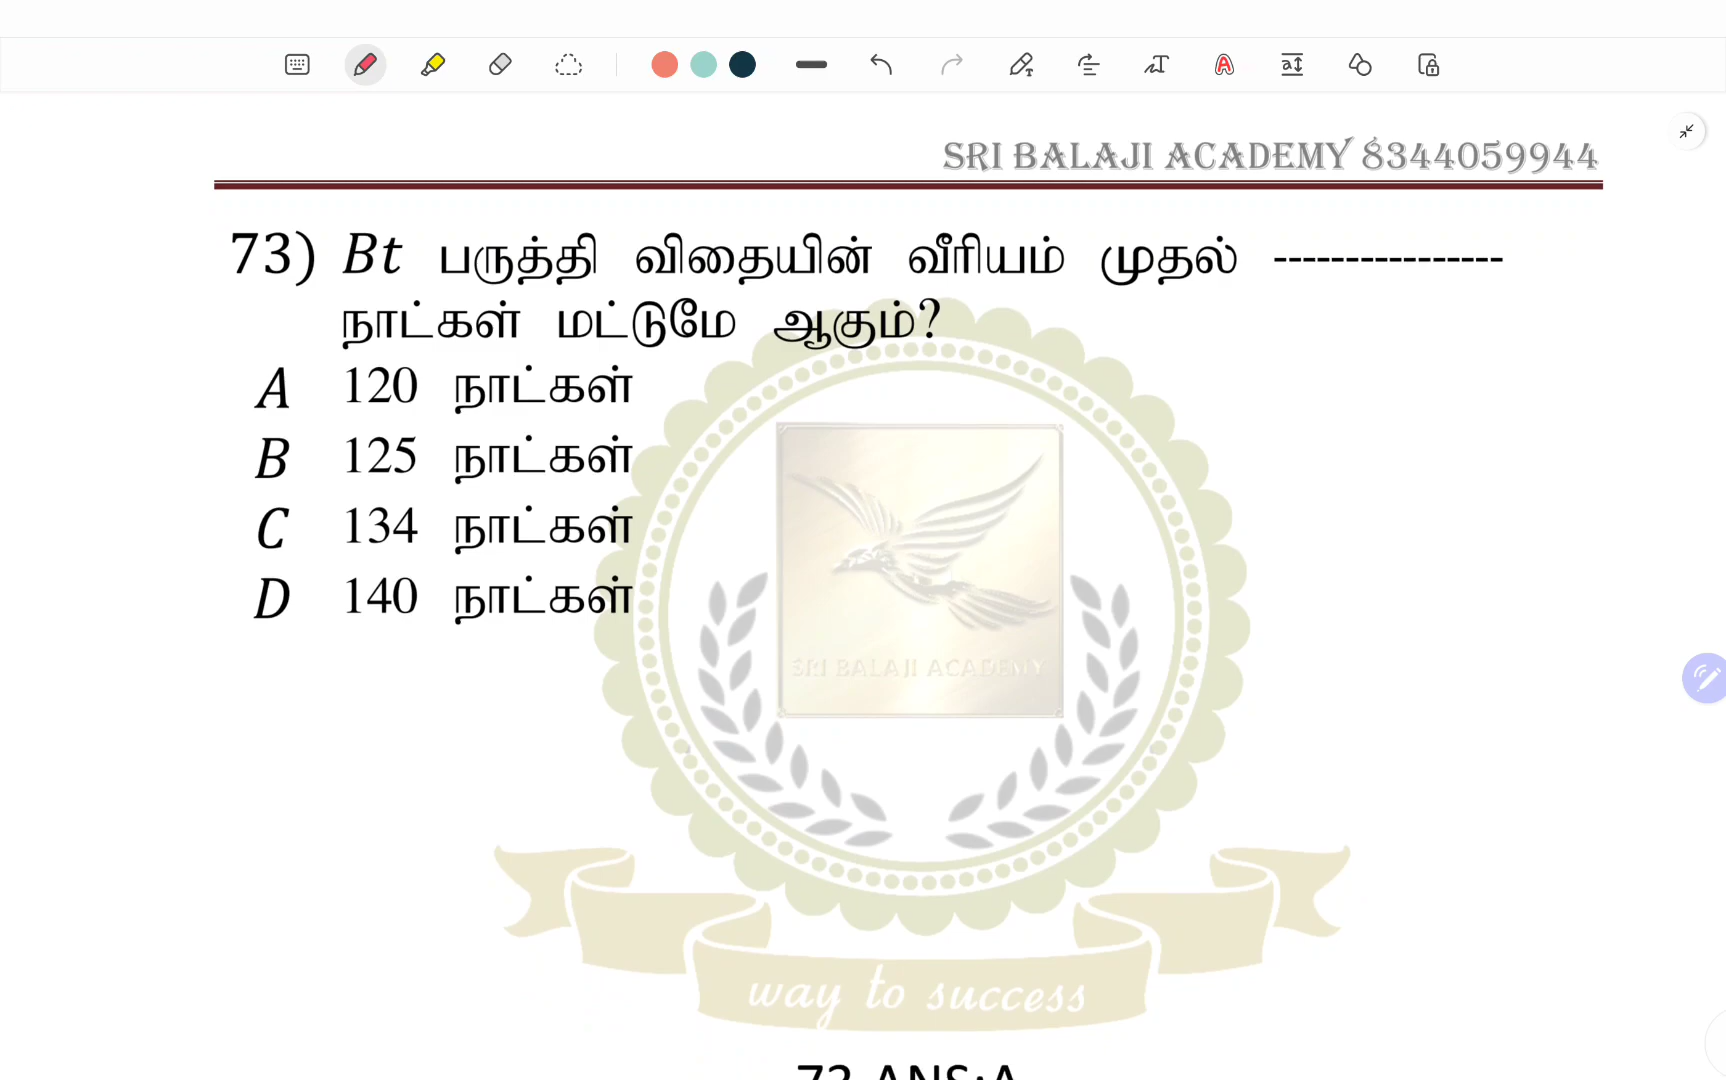 SRI BALAJI ACADEMY 8344059944
73) Bt பருத்தி விதையின் வீரியம் முதல் ----------------
நாட்கள் மட்டுமே ஆகும்?
A 120 நாட்கள்
B 125 நாட்கள்
C 134 நாட்கள்
D 140 நாட்கள்
SRI BALAJI ACADEMY
way to success